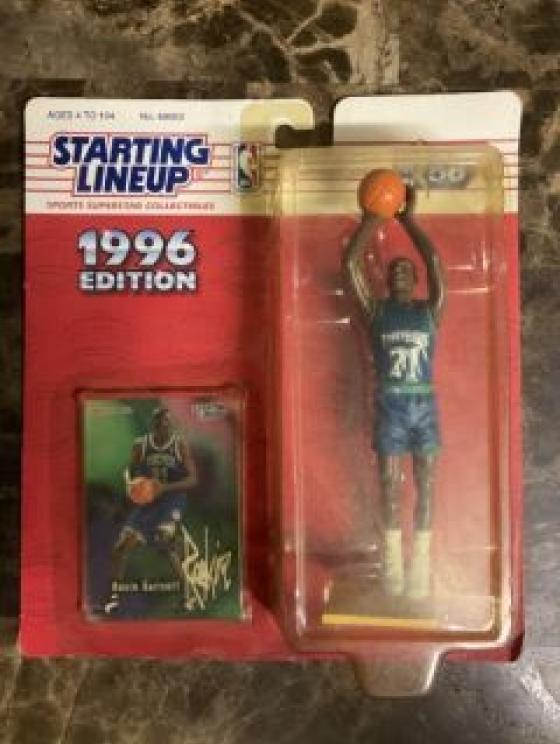 AGES 4 TO 104
STARTING
LINEUP
SPORTS SUPERSTAR COLLECTIBLES
1996
EDITION
21
Kevin Garnett